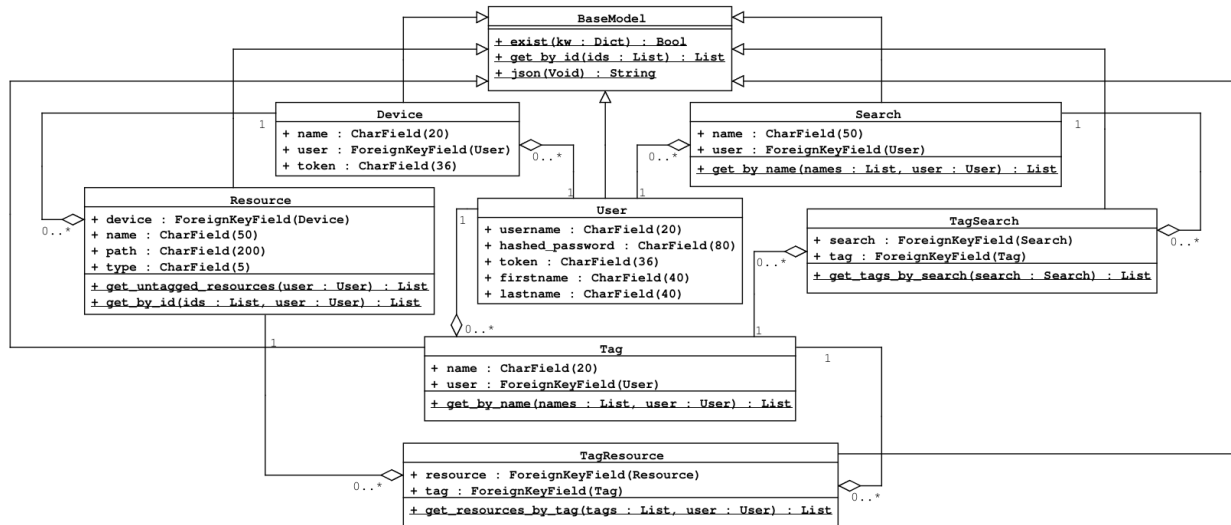 BaseModel
+ exist(kw : Dict) : Bool
+ get_by_id(ids : List) : List
+ json(Void) : String
Device
+ name : CharField(20)
+ user : ForeignKeyField(User)
+ token : CharField(36)
1
0..*
1
0..*
Search
+ name : CharField(50)
+ user : ForeignKeyField(User)
+ get_by_name(names : List, user : User) : List
0..*
1
1
0..*
Resource
+ device : ForeignKeyField(Device)
+ name : CharField(50)
+ path : CharField(200)
+ type : CharField(5)
+ get_untagged_resources(user : User) : List
+ get_by_id(ids : List, user : User) : List
User
+ username : CharField(20)
+ hashed_password : CharField(80)
+ token : CharField(36)
+ firstname : CharField(40)
+ lastname : CharField(40)
1
0..*
TagSearch
+ search : ForeignKeyField(Search)
+ tag : ForeignKeyField(Tag)
+ get_tags_by_search(search : Search) : List
0..*
1
1
Tag
+ name : CharField(20)
+ user : ForeignKeyField(User)
+ get_by_name(names : List, user : User) : List
1
0..*
TagResource
+ resource : ForeignKeyField(Resource)
+ tag : ForeignKeyField(Tag)
+ get_resources_by_tag(tags : List, user : User) : List
0..*